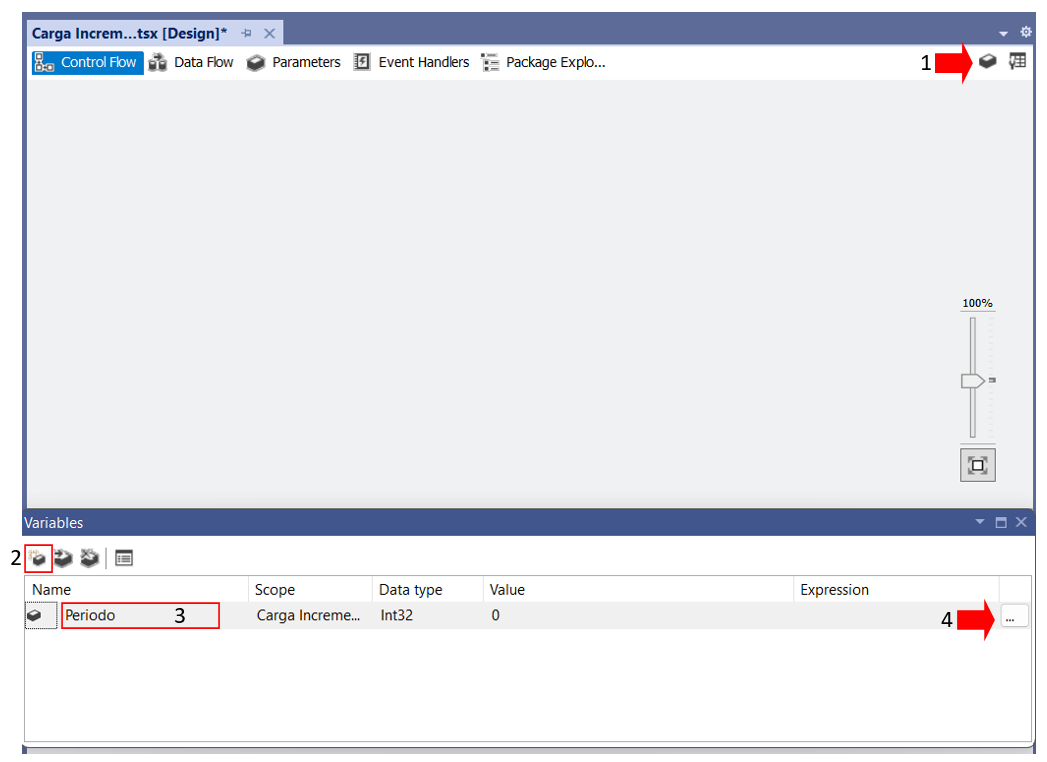 Carga Increm...tsx [Design]*
Control Flow Data Flow Parameters Event Handlers Package Explo... 1
100%
Variables
2
Name Scope Data type Value Expression
Periodo 3 Carga Increme... Int32 0 4 ...